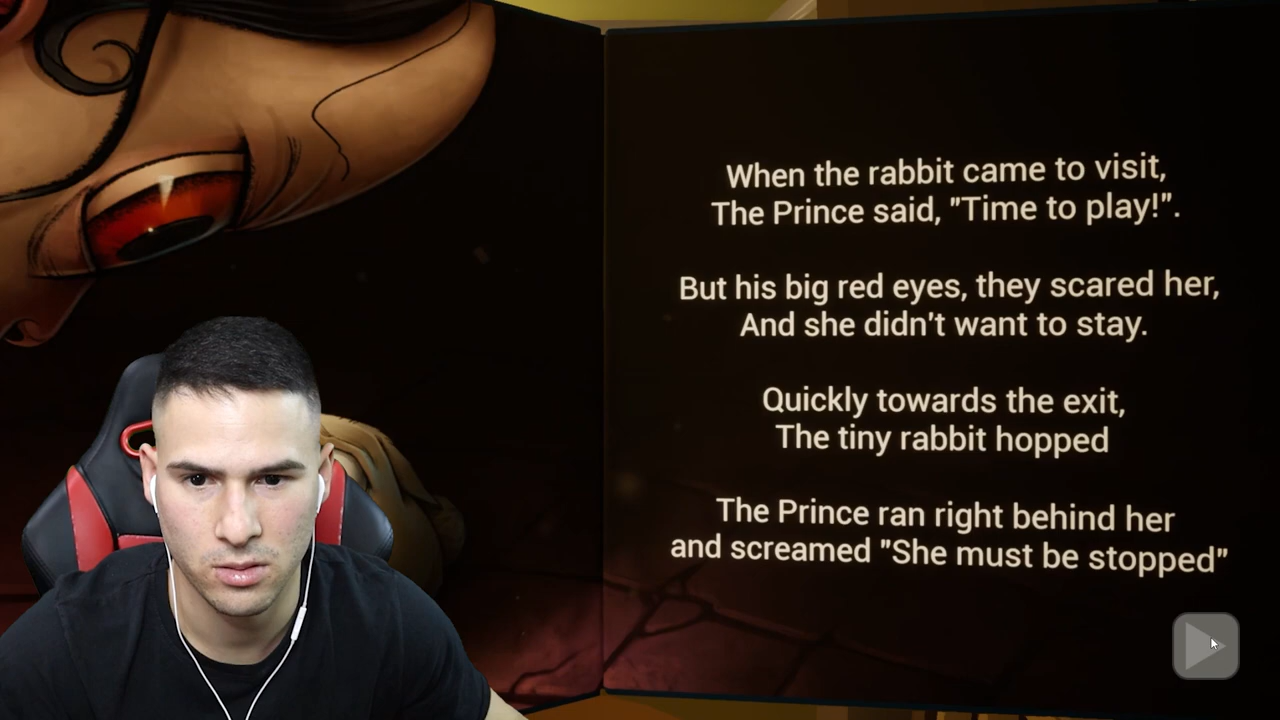 When the rabbit came to visit,
The Prince said, "Time to play!".
But his big red eyes, they scared her,
And she didn't want to stay.
Quickly towards the exit,
The tiny rabbit hopped
The Prince ran right behind her
and screamed "She must be stopped"